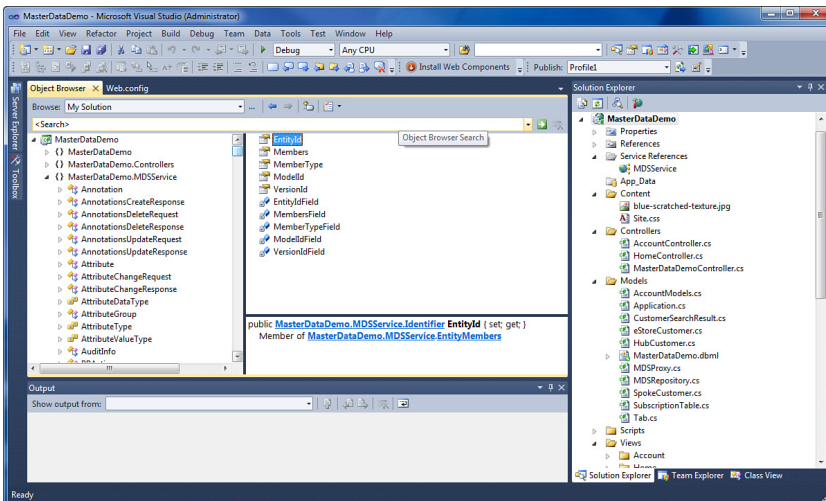 MasterDataDemo - Microsoft Visual Studio (Administrator)
File Edit View Refactor Project Build Debug Team Data Tools Test Window Help
Debug Any CPU
Install Web Components Publish: Profile1
Server Explorer
Toolbox
Object Browser Web.config
Browse: My Solution ...
<Search>
Object Browser Search
MasterDataDemo
{} MasterDataDemo
{} MasterDataDemo.Controllers
{} MasterDataDemo.MDSService
Annotation
AnnotationsCreateResponse
AnnotationsDeleteRequest
AnnotationsDeleteResponse
AnnotationsUpdateRequest
AnnotationsUpdateResponse
Attribute
AttributeChangeRequest
AttributeChangeResponse
AttributeDataType
AttributeGroup
AttributeType
AttributeValueType
AuditInfo
EntityId
Members
MemberType
ModelId
VersionId
EntityIdField
MembersField
MemberTypeField
ModelIdField
VersionIdField
public MasterDataDemo.MDSService.Identifier EntityId { set; get; }
Member of MasterDataDemo.MDSService.EntityMembers
Output
Show output from:
Solution Explorer
MasterDataDemo
Properties
References
Service References
MDSService
App_Data
Content
blue-scratched-texture.jpg
Site.css
Controllers
AccountController.cs
HomeController.cs
MasterDataDemoController.cs
Models
AccountModels.cs
Application.cs
CustomerSearchResult.cs
eStoreCustomer.cs
HubCustomer.cs
MasterDataDemo.dbml
MDSProxy.cs
MDSRepository.cs
SpokeCustomer.cs
SubscriptionTable.cs
Tab.cs
Scripts
Views
Account
Solution Explorer Team Explorer Class View
Ready